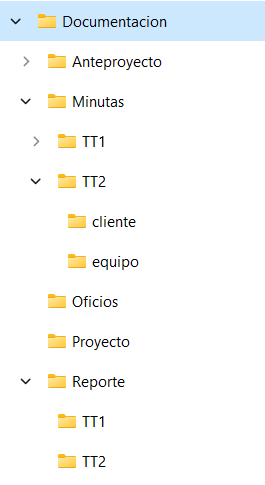 Documentacion
Anteproyecto
Minutas
TT1
TT2
cliente
equipo
Oficios
Proyecto
Reporte
TT1
TT2